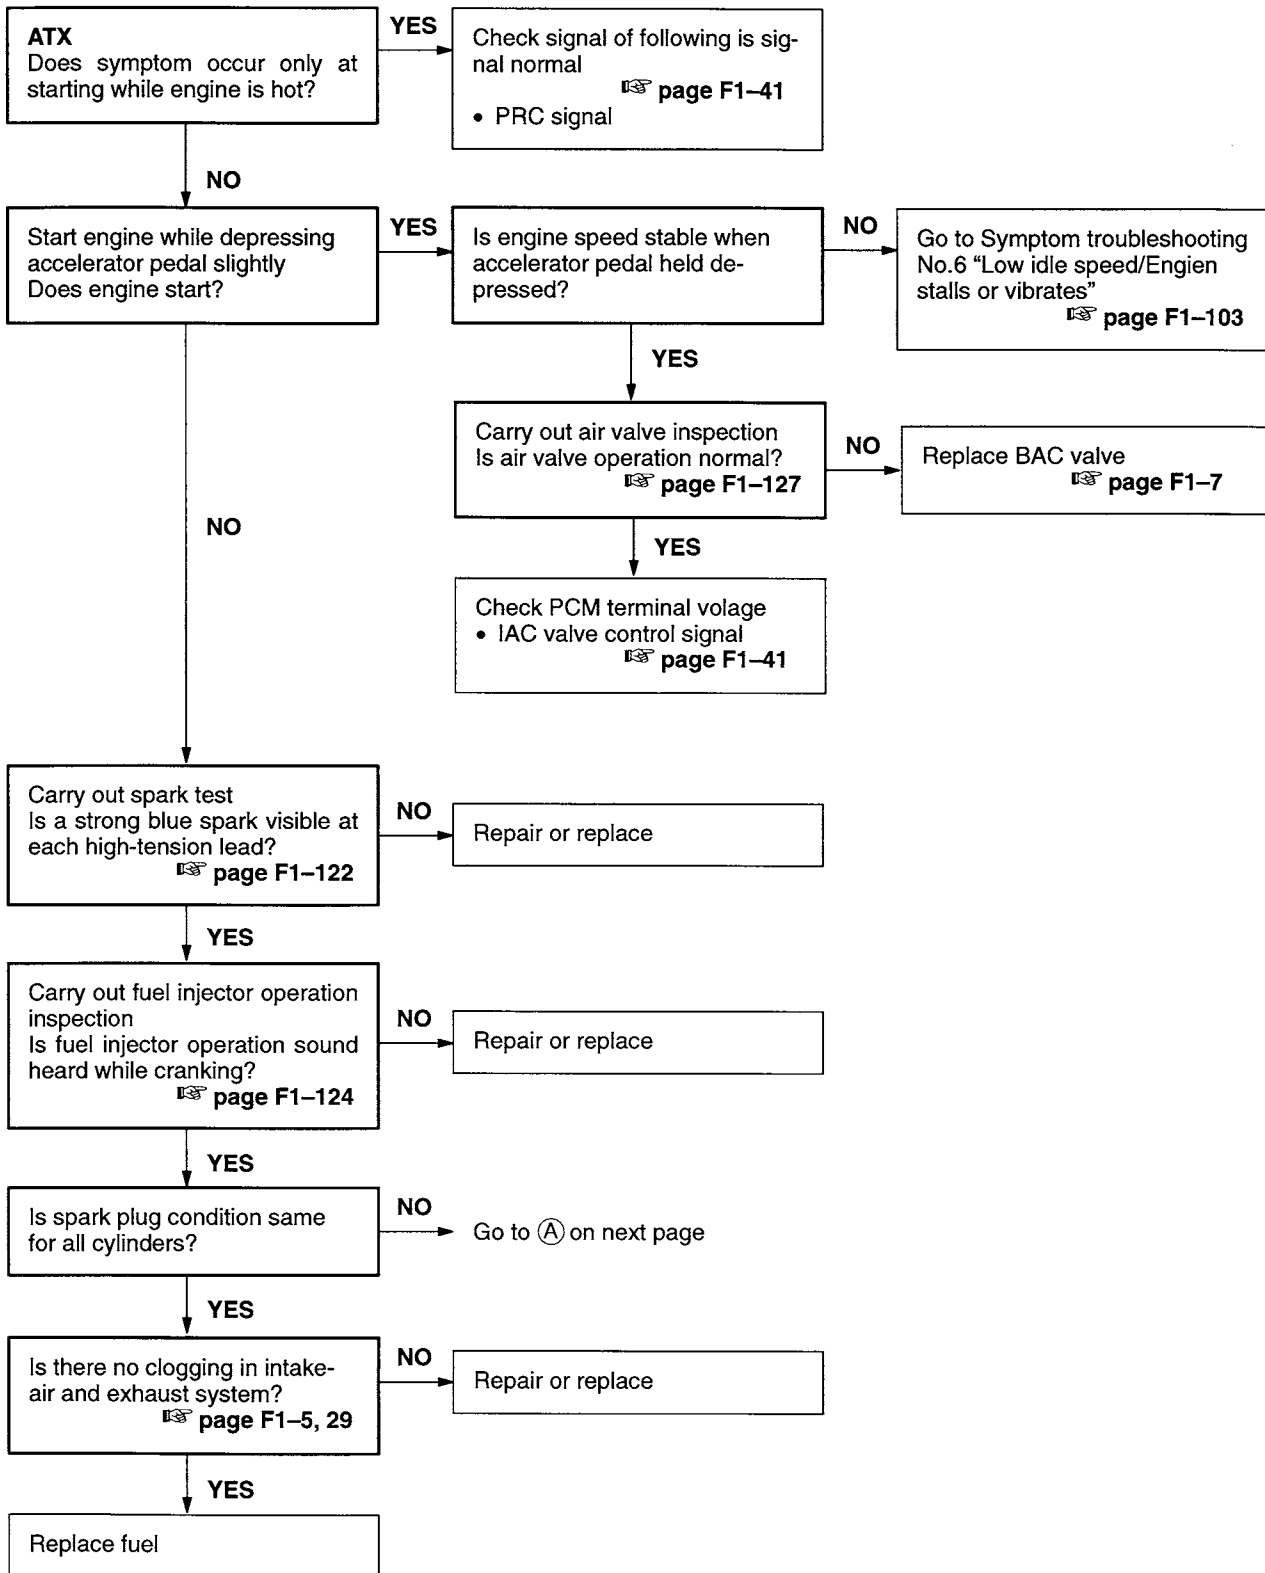 ATX
Does symptom occur only at
starting while engine is hot?
YES
Check signal of following is sig-
nal normal
☞ page F1–41
• PRC signal
NO
Start engine while depressing
accelerator pedal slightly
Does engine start?
YES
Is engine speed stable when
accelerator pedal held de-
pressed?
NO
Go to Symptom troubleshooting
No.6 “Low idle speed/Engien
stalls or vibrates”
☞ page F1–103
YES
Carry out air valve inspection
Is air valve operation normal?
☞ page F1–127
NO
Replace BAC valve
☞ page F1–7
YES
Check PCM terminal volage
• IAC valve control signal
☞ page F1–41
NO
Carry out spark test
Is a strong blue spark visible at
each high-tension lead?
☞ page F1–122
NO
Repair or replace
YES
Carry out fuel injector operation
inspection
Is fuel injector operation sound
heard while cranking?
☞ page F1–124
NO
Repair or replace
YES
Is spark plug condition same
for all cylinders?
NO
Go to Ⓐ on next page
YES
Is there no clogging in intake-
air and exhaust system?
☞ page F1–5, 29
NO
Repair or replace
YES
Replace fuel